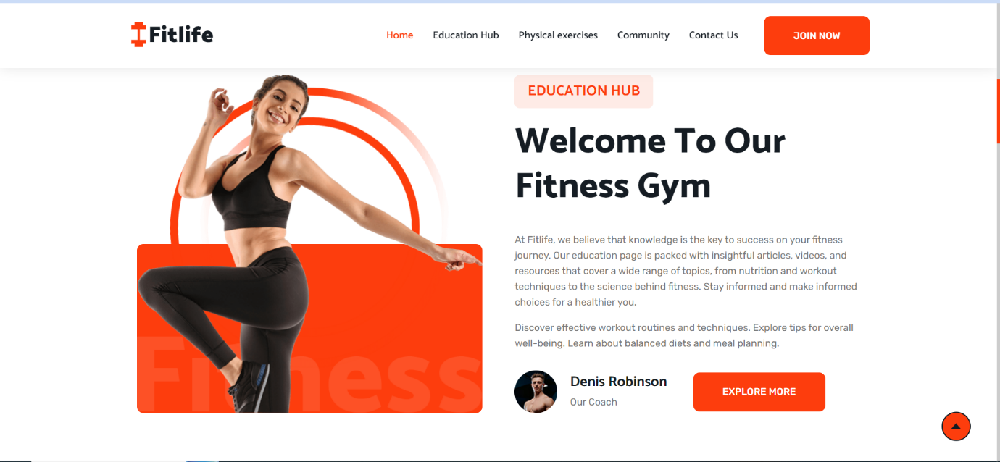 Fitlife
Home Education Hub Physical exercises Community Contact Us JOIN NOW
EDUCATION HUB
Welcome To Our
Fitness Gym
At Fitlife, we believe that knowledge is the key to success on your fitness
journey. Our education page is packed with insightful articles, videos, and
resources that cover a wide range of topics, from nutrition and workout
techniques to the science behind fitness. Stay informed and make informed
choices for a healthier you.
Discover effective workout routines and techniques. Explore tips for overall
well-being. Learn about balanced diets and meal planning.
Fitness
Denis Robinson
Our Coach
EXPLORE MORE